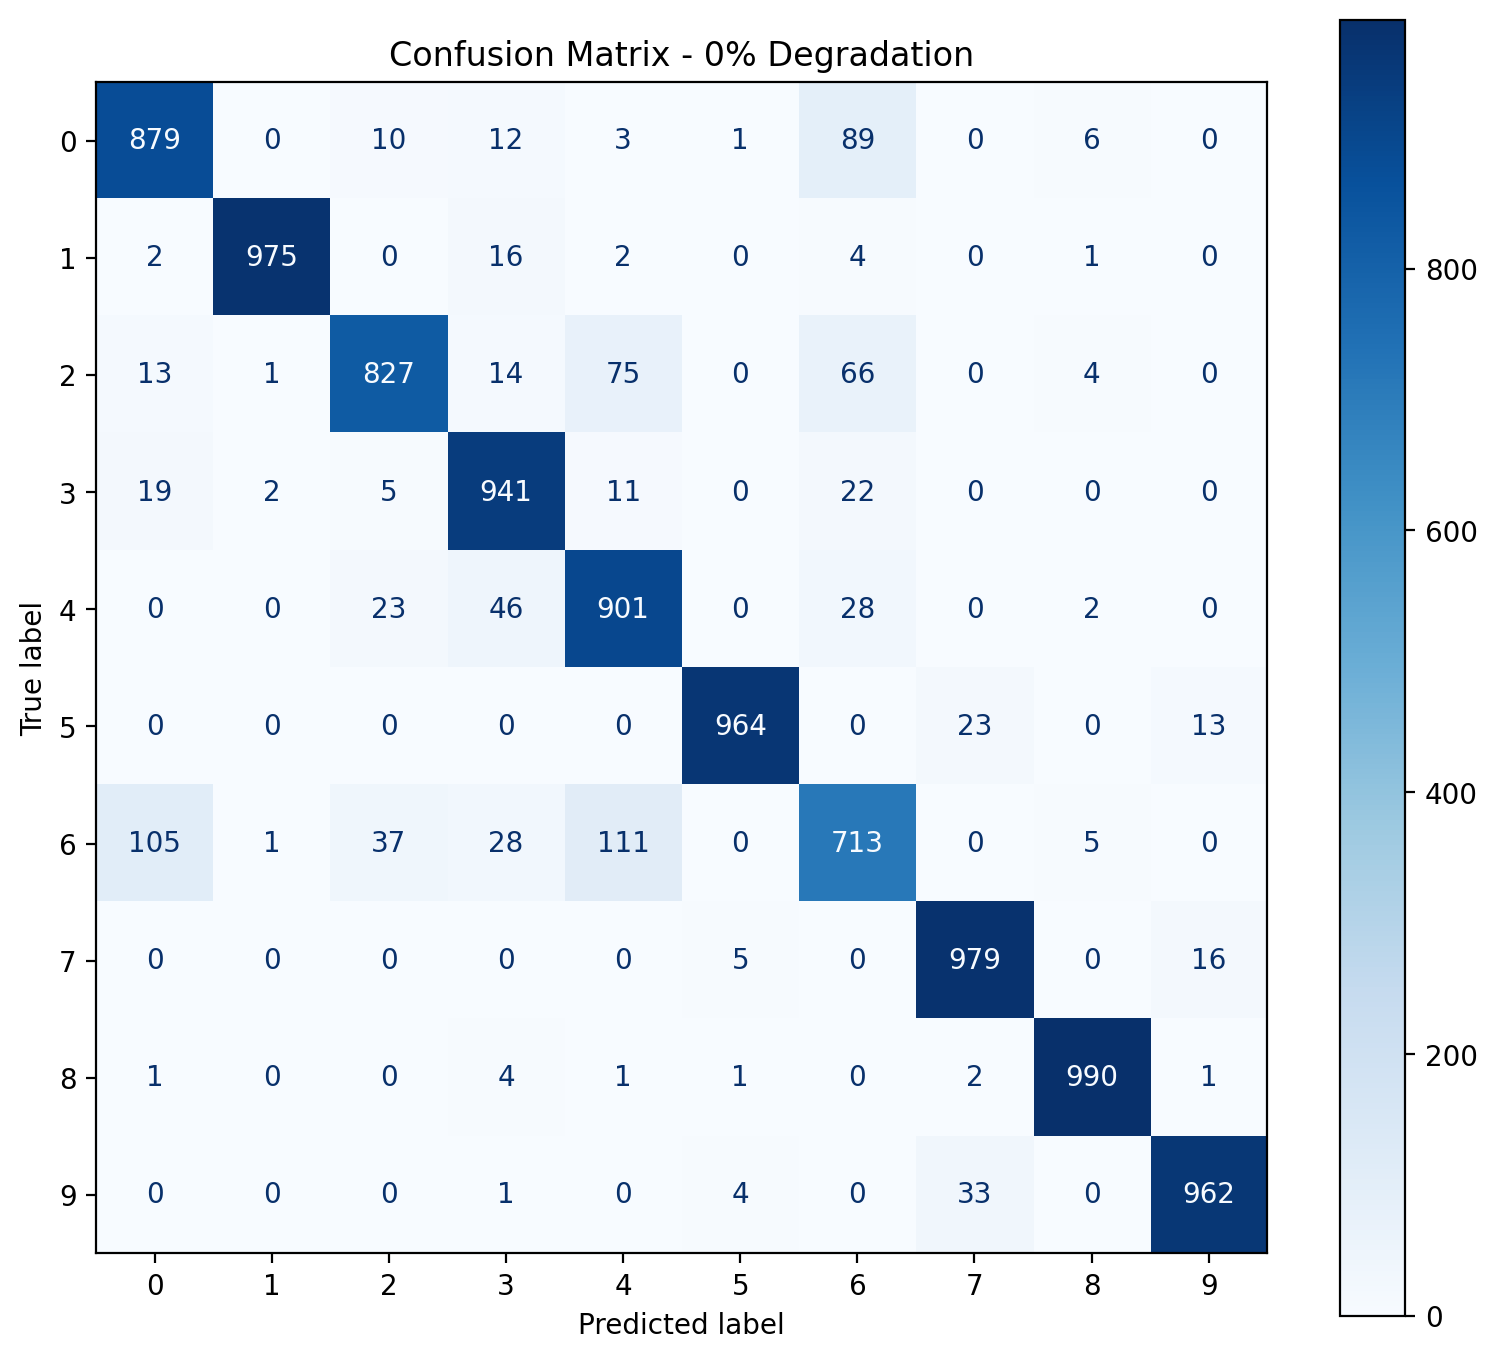 Confusion Matrix - 0% Degradation
0 879 0 10 12 3 1 89 0 6 0
1 2 975 0 16 2 0 4 0 1 0
2 13 1 827 14 75 0 66 0 4 0
3 19 2 5 941 11 0 22 0 0 0
4 0 0 23 46 901 0 28 0 2 0
5 0 0 0 0 0 964 0 23 0 13
6 105 1 37 28 111 0 713 0 5 0
7 0 0 0 0 0 5 0 979 0 16
8 1 0 0 4 1 1 0 2 990 1
9 0 0 0 1 0 4 0 33 0 962
0 1 2 3 4 5 6 7 8 9
Predicted label
True label
800
600
400
200
0